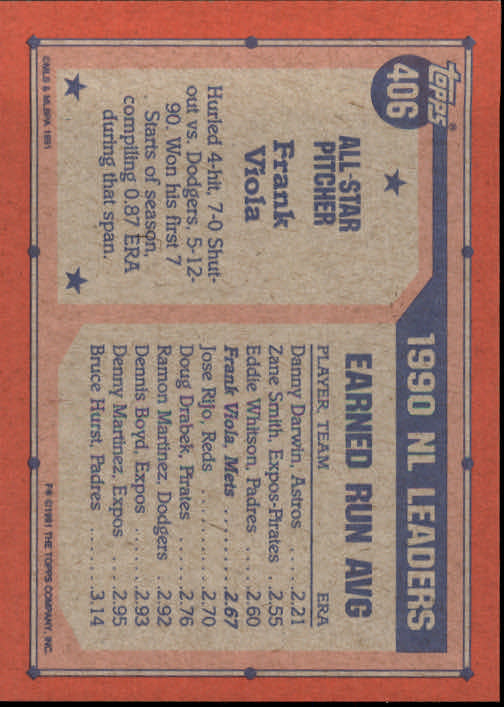 topps®
406
ALL-STAR
PITCHER
Frank
Viola
Hurled 4-hit, 7-0 Shut-
out vs. Dodgers, 5-12-
90. Won his first 7
Starts of season,
compiling 0.87 ERA
during that span.
©MLS & MLBPA 1991
1990 NL LEADERS
EARNED RUN AVG
PLAYER, TEAM ERA
Danny Darwin, Astros . . . . 2.21
Zane Smith, Expos-Pirates . 2.55
Eddie Whitson, Padres . . . 2.60
Frank Viola, Mets . . . . . . . . 2.67
Jose Rijo, Reds . . . . . . . . . 2.70
Doug Drabek, Pirates . . . . . 2.76
Ramon Martinez, Dodgers . 2.92
Dennis Boyd, Expos . . . . . . 2.93
Denny Martinez, Expos . . . 2.95
Bruce Hurst, Padres . . . . . . 3.14
©1991 THE TOPPS COMPANY, INC.